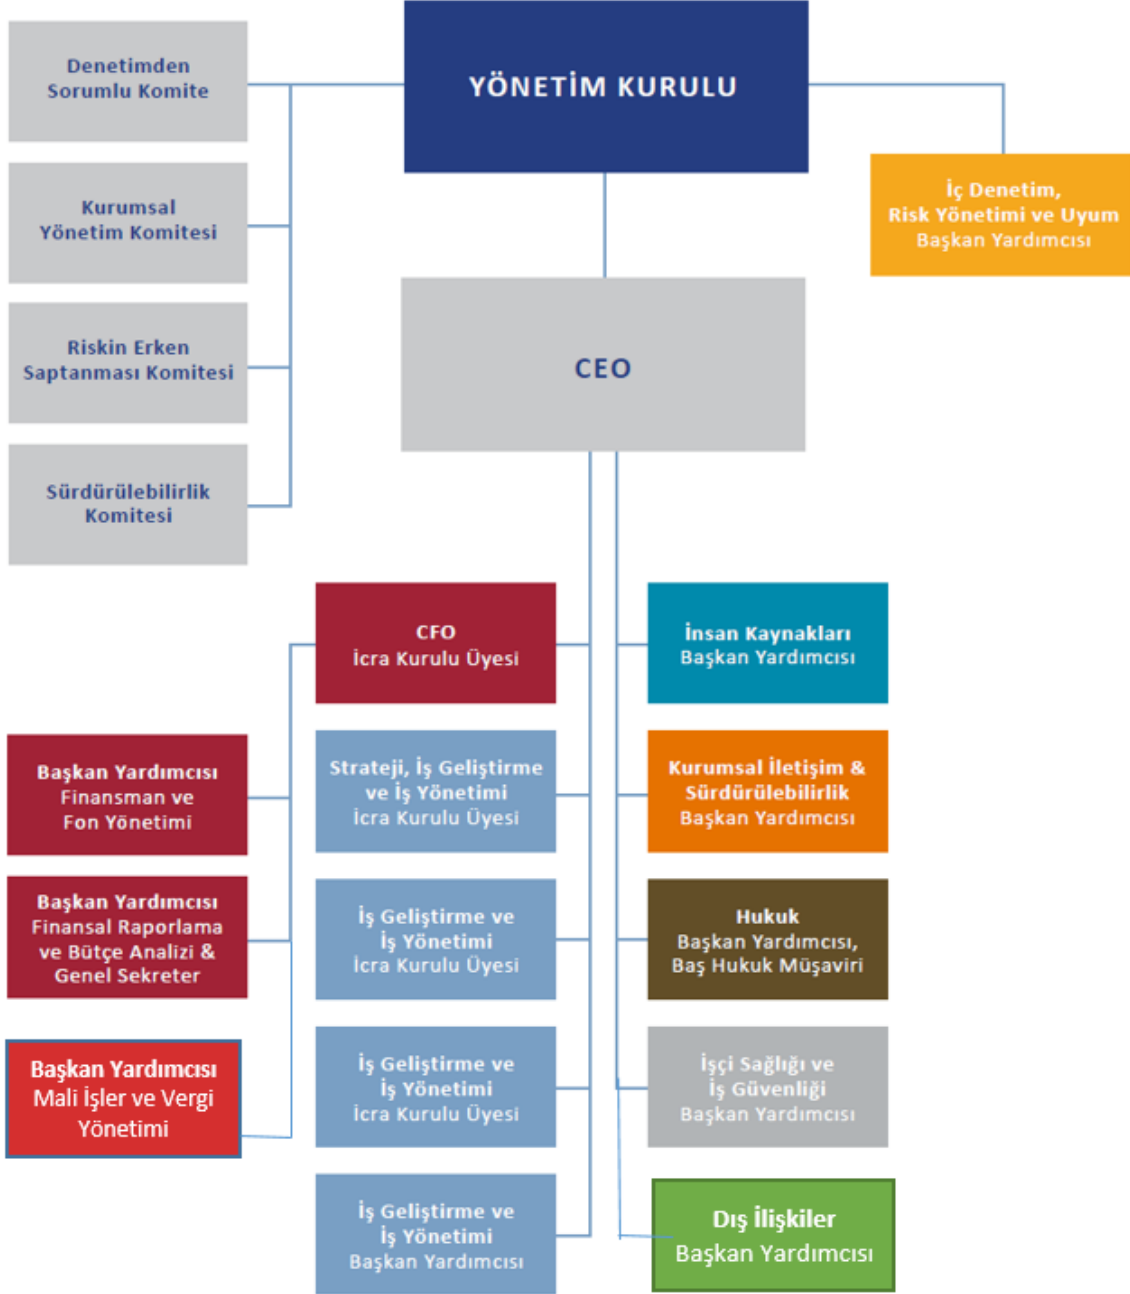 YÖNETİM KURULU
Denetimden
Sorumlu Komite
Kurumsal
Yönetim Komitesi
Riskin Erken
Saptanması Komitesi
Sürdürülebilirlik
Komitesi
İç Denetim,
Risk Yönetimi ve Uyum
Başkan Yardımcısı
CEO
CFO
İcra Kurulu Üyesi
Başkan Yardımcısı
Finansman ve
Fon Yönetimi
Başkan Yardımcısı
Finansal Raporlama
ve Bütçe Analizi &
Genel Sekreter
Başkan Yardımcısı
Mali İşler ve Vergi
Yönetimi
Strateji, İş Geliştirme
ve İş Yönetimi
İcra Kurulu Üyesi
İş Geliştirme ve
İş Yönetimi
İcra Kurulu Üyesi
İş Geliştirme ve
İş Yönetimi
İcra Kurulu Üyesi
İş Geliştirme ve
İş Yönetimi
Başkan Yardımcısı
İnsan Kaynakları
Başkan Yardımcısı
Kurumsal İletişim &
Sürdürülebilirlik
Başkan Yardımcısı
Hukuk
Başkan Yardımcısı,
Baş Hukuk Müşaviri
İşçi Sağlığı ve
İş Güvenliği
Başkan Yardımcısı
Dış İlişkiler
Başkan Yardımcısı